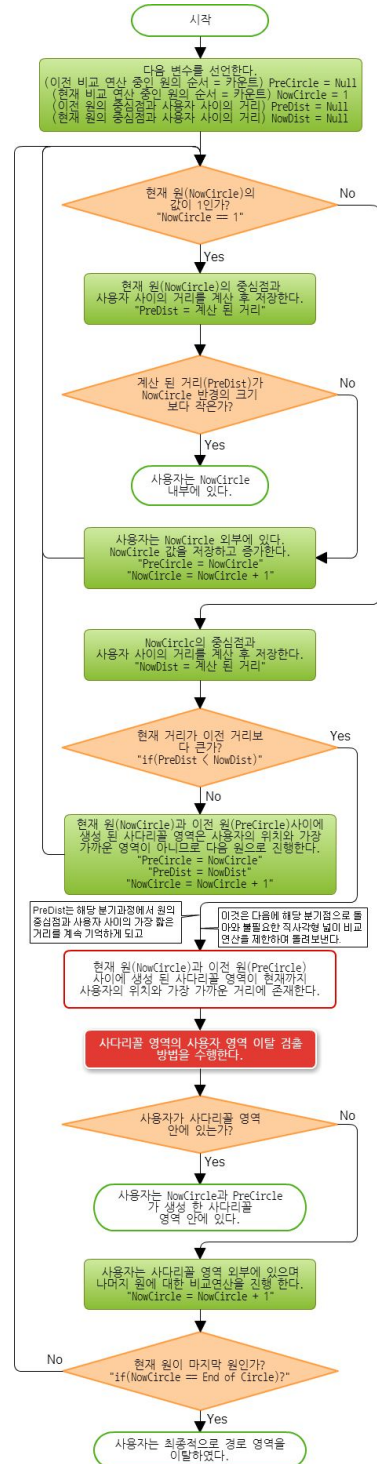 시작
다음 변수를 선언한다.
(이전 비교 연산 중인 원의 순서 = 카운트) PreCircle = Null
(현재 비교 연산 중인 원의 순서 = 카운트) NowCircle = 1
(이전 원의 중심점과 사용자 사이의 거리) PreDist = Null
(현재 원의 중심점과 사용자 사이의 거리) NowDist = Null
현재 원(NowCircle)의
값이 1인가?
"NowCircle == 1"
No
Yes
현재 원(NowCircle)의 중심점과
사용자 사이의 거리를 계산 후 저장한다.
"PreDist = 계산 된 거리"
계산 된 거리(PreDist)가
NowCircle 반경의 크기
보다 작은가?
No
Yes
사용자는 NowCircle
내부에 있다.
사용자는 NowCircle 외부에 있다.
NowCircle 값을 저장하고 증가한다.
"PreCircle = NowCircle"
"NowCircle = NowCircle + 1"
NowCirclc의 중심점과
사용자 사이의 거리를 계산 후 저장한다.
"NowDist = 계산 된 거리"
현재 거리가 이전 거리보
다 큰가?
"if(PreDist < NowDist)"
Yes
No
현재 원(NowCircle)과 이전 원(PreCircle)사이에
생성 된 사다리꼴 영역은 사용자의 위치와 가장
가까운 영역이 아니므로 다음 원으로 진행한다.
"PreCircle = NowCircle"
"PreDist = NowDist"
"NowCircle = NowCircle + 1"
PreDist는 해당 분기과정에서 원의
중심점과 사용자 사이의 가장 짧은
거리를 계속 기억하게 되고
이것은 다음에 해당 분기점으로 돌
아와 불필요한 직사각형 넓이 비교
연산을 제한하며 돌려보낸다.
현재 원(NowCircle)과 이전 원(PreCircle)
사이에 생성 된 사다리꼴 영역이 현재까지
사용자의 위치와 가장 가까운 거리에 존재한다.
사다리꼴 영역의 사용자 영역 이탈 검출
방법을 수행한다.
사용자가 사다리꼴 영역
안에 있는가?
No
Yes
사용자는 NowCircle과 PreCircle
가 생성 한 사다리꼴
영역 안에 있다.
사용자는 사다리꼴 영역 외부에 있으며
나머지 원에 대한 비교연산을 진행 한다.
"NowCircle = NowCircle + 1"
현재 원이 마지막 원인가?
"if(NowCircle == End of Circle)?"
No
Yes
사용자는 최종적으로 경로 영역을
이탈하였다.